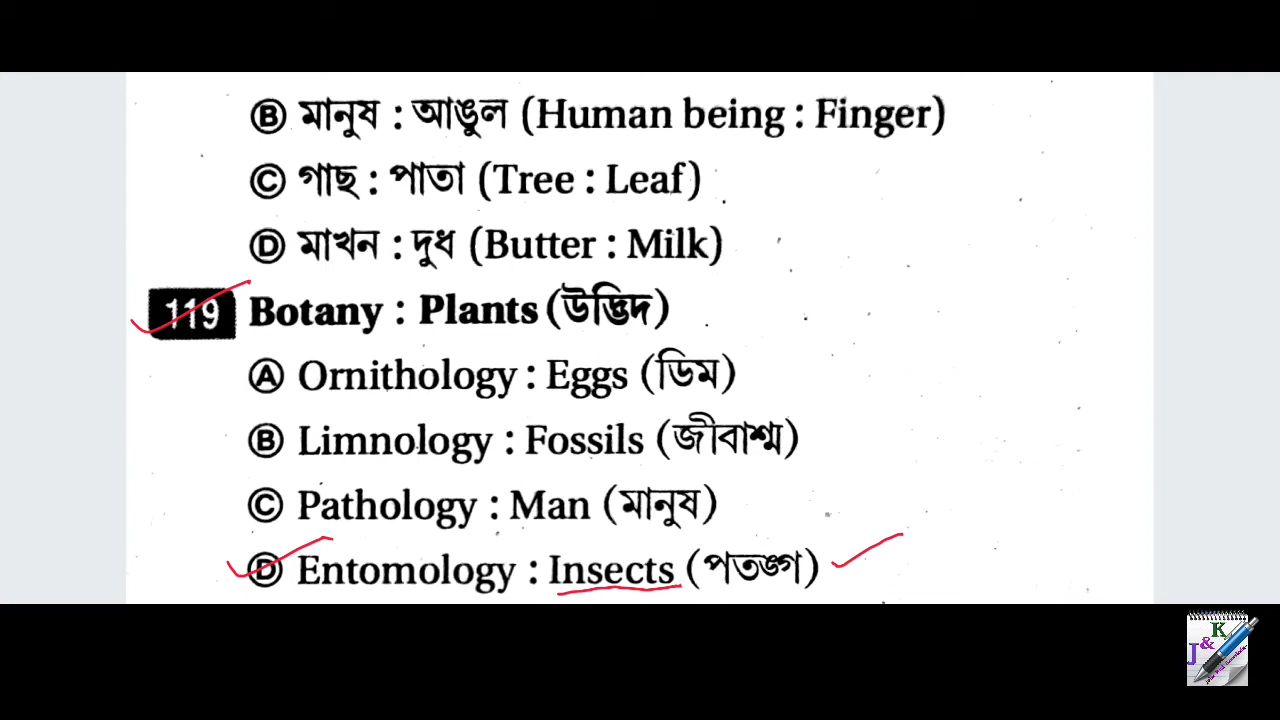 Ⓑ মানুষ : আঙুল (Human being : Finger)
Ⓒ গাছ : পাতা (Tree : Leaf)
Ⓓ মাখন : দুধ (Butter : Milk)
119 Botany : Plants (উদ্ভিদ)
Ⓐ Ornithology : Eggs (ডিম)
Ⓑ Limnology : Fossils (জীবাশ্ম)
Ⓒ Pathology : Man (মানুষ)
Ⓓ Entomology : Insects (পতঙ্গ)
J&K